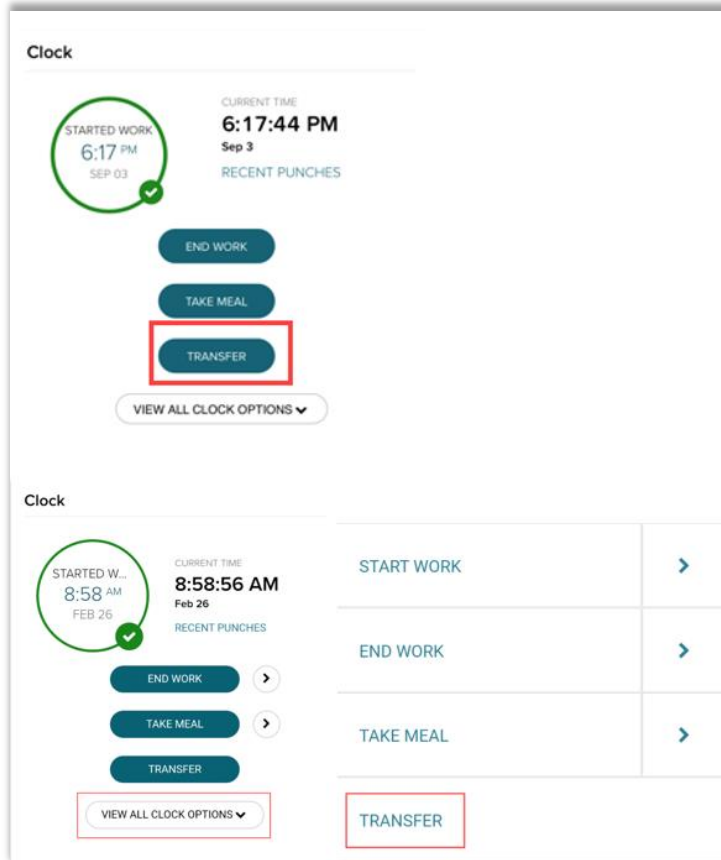 Clock
STARTED WORK
6:17 PM
SEP 03
CURRENT TIME
6:17:44 PM
Sep 3
RECENT PUNCHES
END WORK
TAKE MEAL
TRANSFER
VIEW ALL CLOCK OPTIONS
Clock
STARTED W...
8:58 AM
FEB 26
CURRENT TIME
8:58:56 AM
Feb 26
RECENT PUNCHES
END WORK
TAKE MEAL
TRANSFER
VIEW ALL CLOCK OPTIONS
START WORK
END WORK
TAKE MEAL
TRANSFER